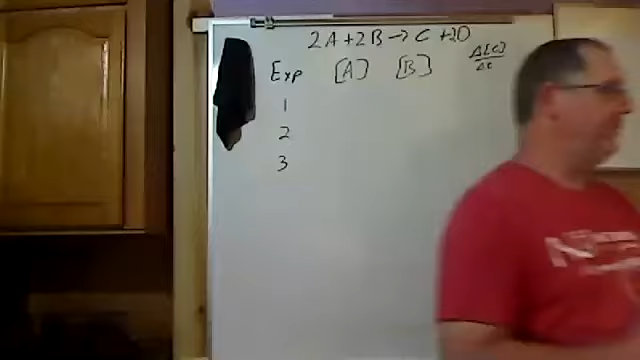 2A + 2B → C + 2D
Exp [A] [B] Δ[C]/Δt
1
2
3